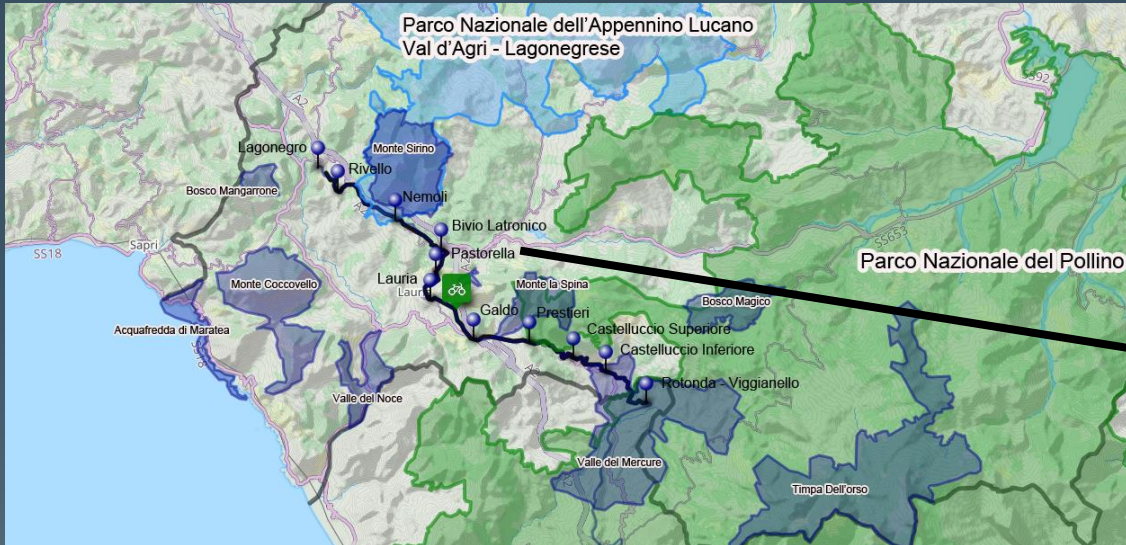 Parco Nazionale dell'Appennino Lucano
Val d'Agri - Lagonegrese
S92
A2
Lagonegro
Monte Sirino
Rivello
Bosco Mangarrone
Nemoli
Bivio Latronico
SS18
Sapri
Pastorella
SS653
Parco Nazionale del Pollino
Lauria
Monte Coccovello
Monte la Spina
Bosco Magico
Galdo
Prestieri
Acquafredda di Maratea
Castelluccio Superiore
Castelluccio Inferiore
Rotonda - Viggianello
Valle del Noce
Valle del Mercure
Timpa Dell'orso